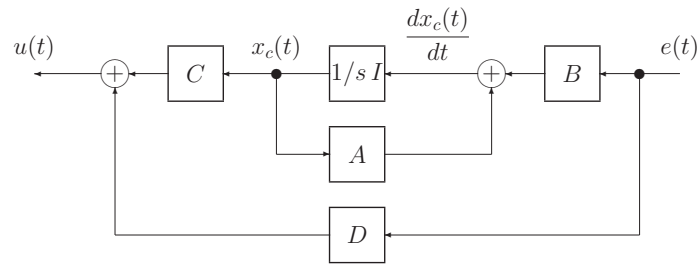 u(t)
+
C
x_c(t)
1/s I
dx_c(t)
dt
+
B
e(t)
A
D